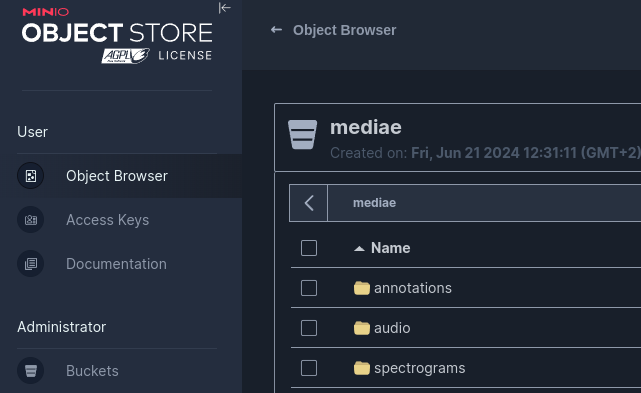 MINIO
OBJECT STORE
AGPLV3 LICENSE
User
Object Browser
Access Keys
Documentation
Administrator
Buckets
Object Browser
mediae
Created on: Fri, Jun 21 2024 12:31:11 (GMT+2)
mediae
Name
annotations
audio
spectrograms